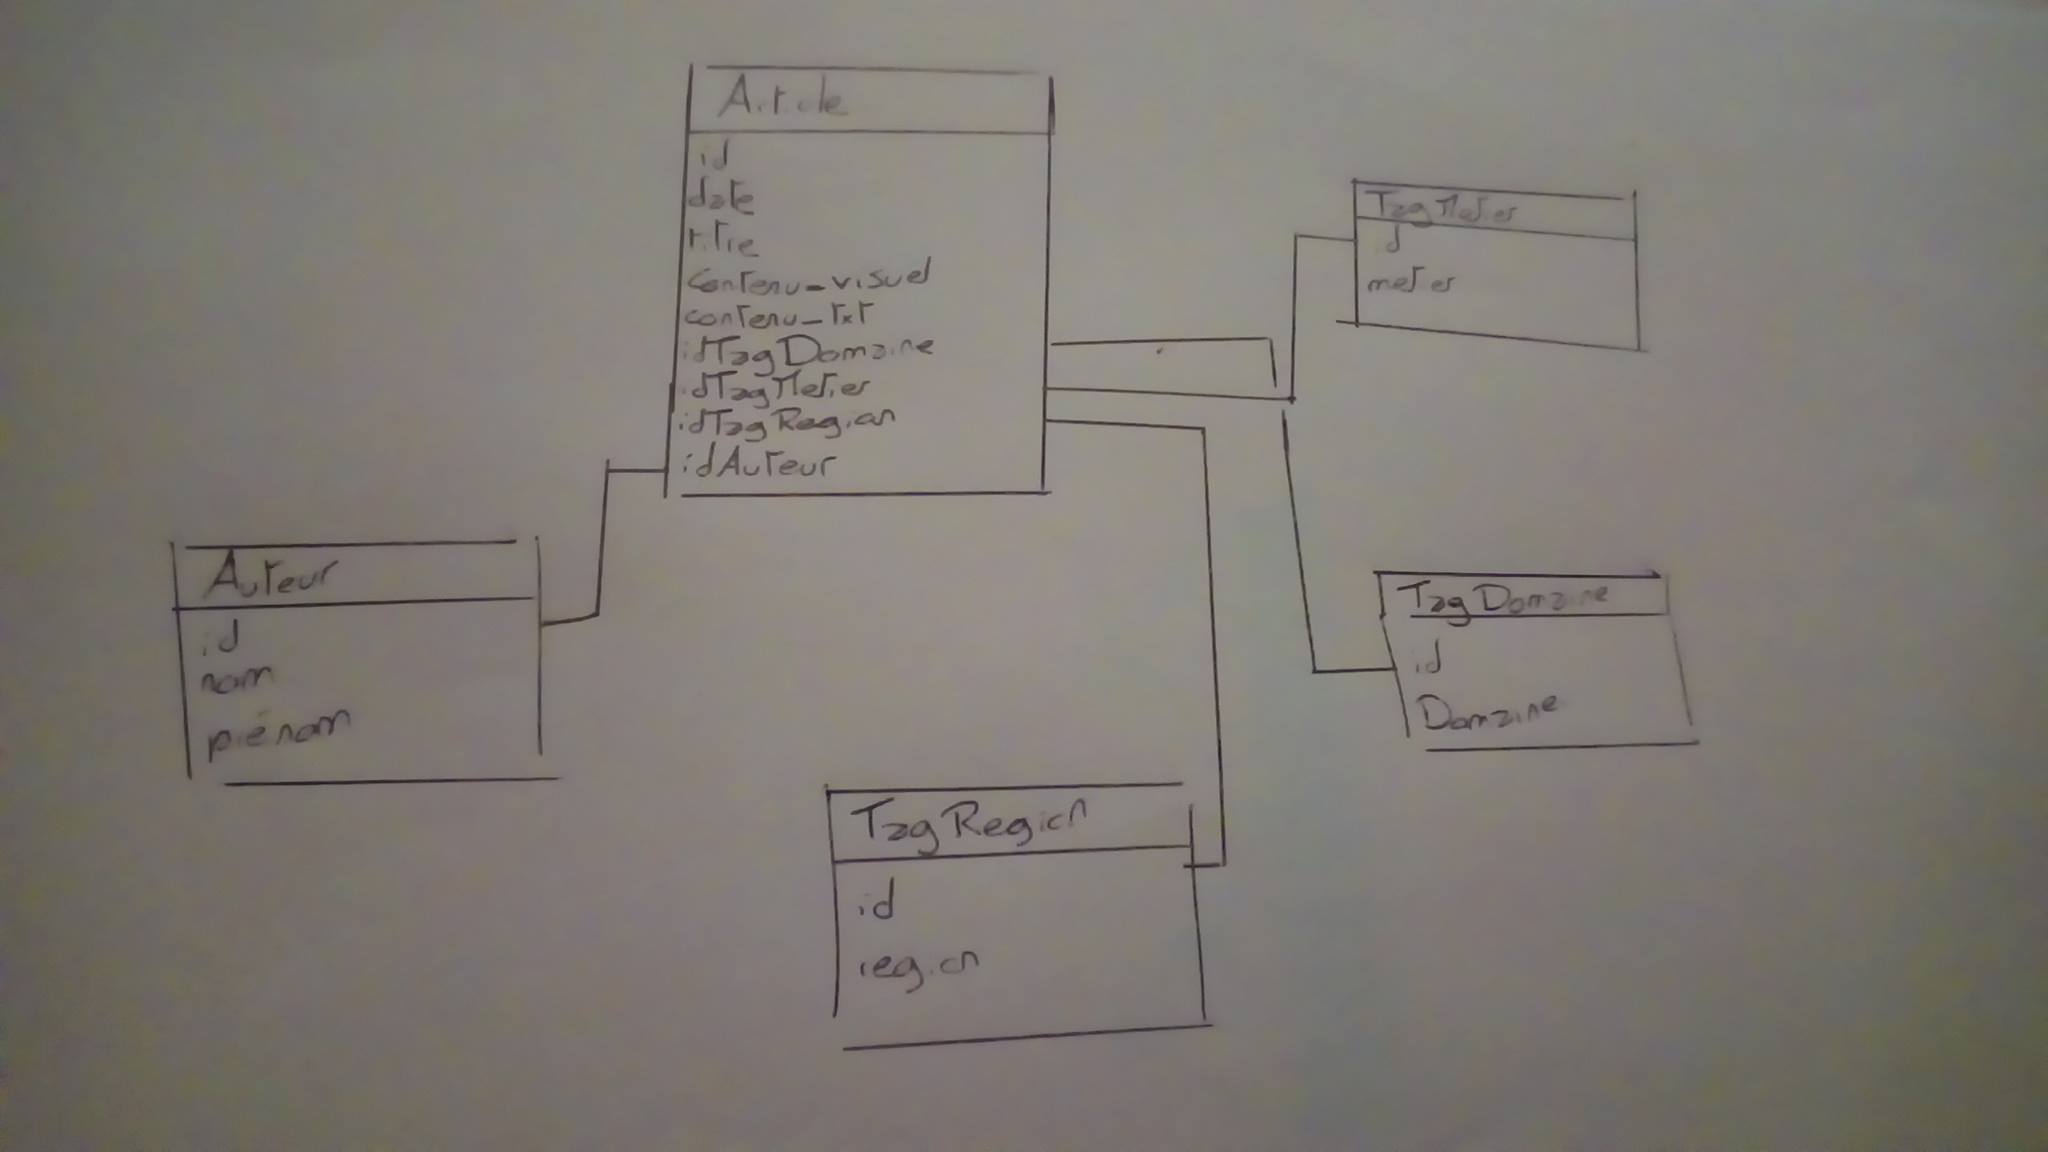 Article
id
date
titre
contenu_visuel
contenu_txt
idTagDomaine
idTagMetier
idTagRegion
idAuteur
TagMetier
id
metier
Auteur
id
nom
prénom
TagDomaine
id
Domaine
TagRegion
id
region